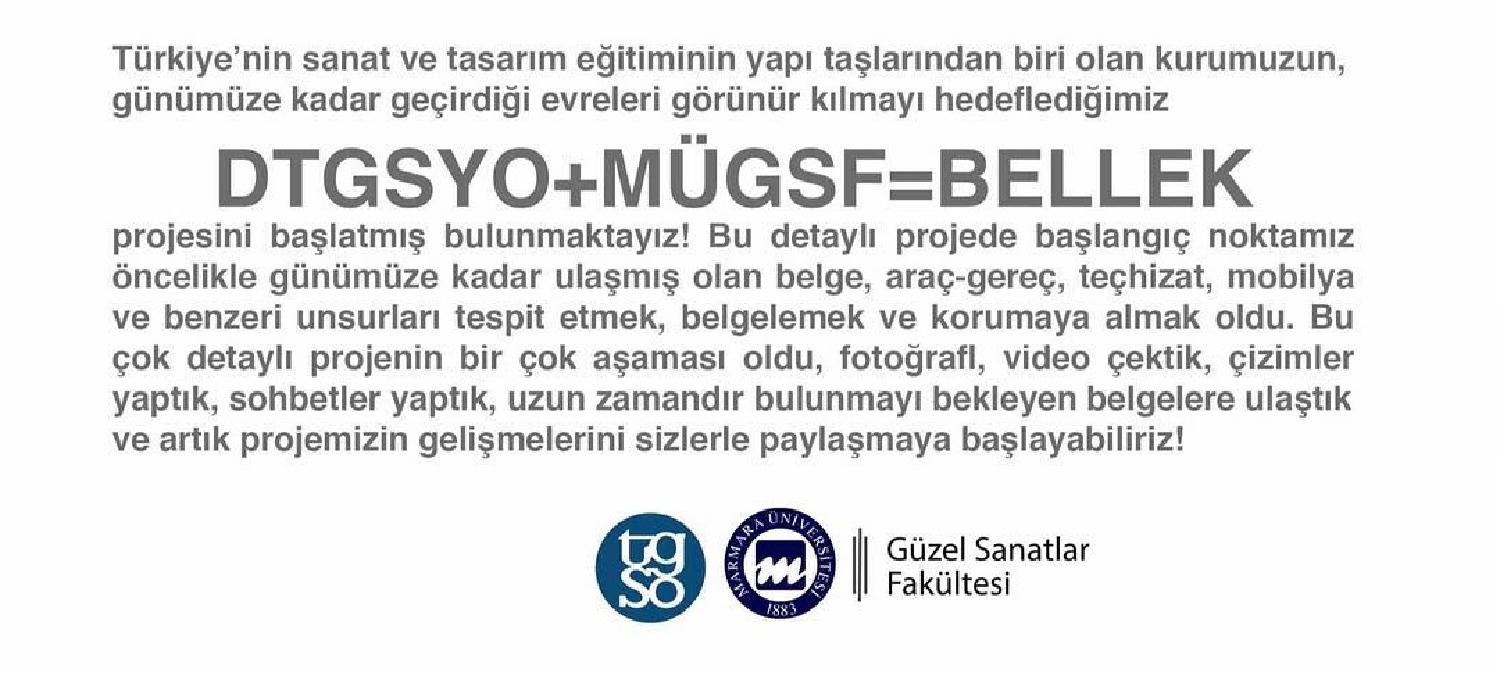 Türkiye’nin sanat ve tasarım eğitiminin yapı taşlarından biri olan kurumuzun,
günümüze kadar geçirdiği evreleri görünür kılmayı hedeflediğimiz
DTGSYO+MÜGSF=BELLEK
projesini başlatmış bulunmaktayız! Bu detaylı projede başlangıç noktamız
öncelikle günümüze kadar ulaşmış olan belge, araç-gereç, teçhizat, mobilya
ve benzeri unsurları tespit etmek, belgelemek ve korumaya almak oldu. Bu
çok detaylı projenin bir çok aşaması oldu, fotoğrafl, video çektik, çizimler
yaptık, sohbetler yaptık, uzun zamandır bulunmayı bekleyen belgelere ulaştık
ve artık projemizin gelişmelerini sizlerle paylaşmaya başlayabiliriz!
tg
so
MARMARA ÜNİVERSİTESİ
m
1883
Güzel Sanatlar
Fakültesi